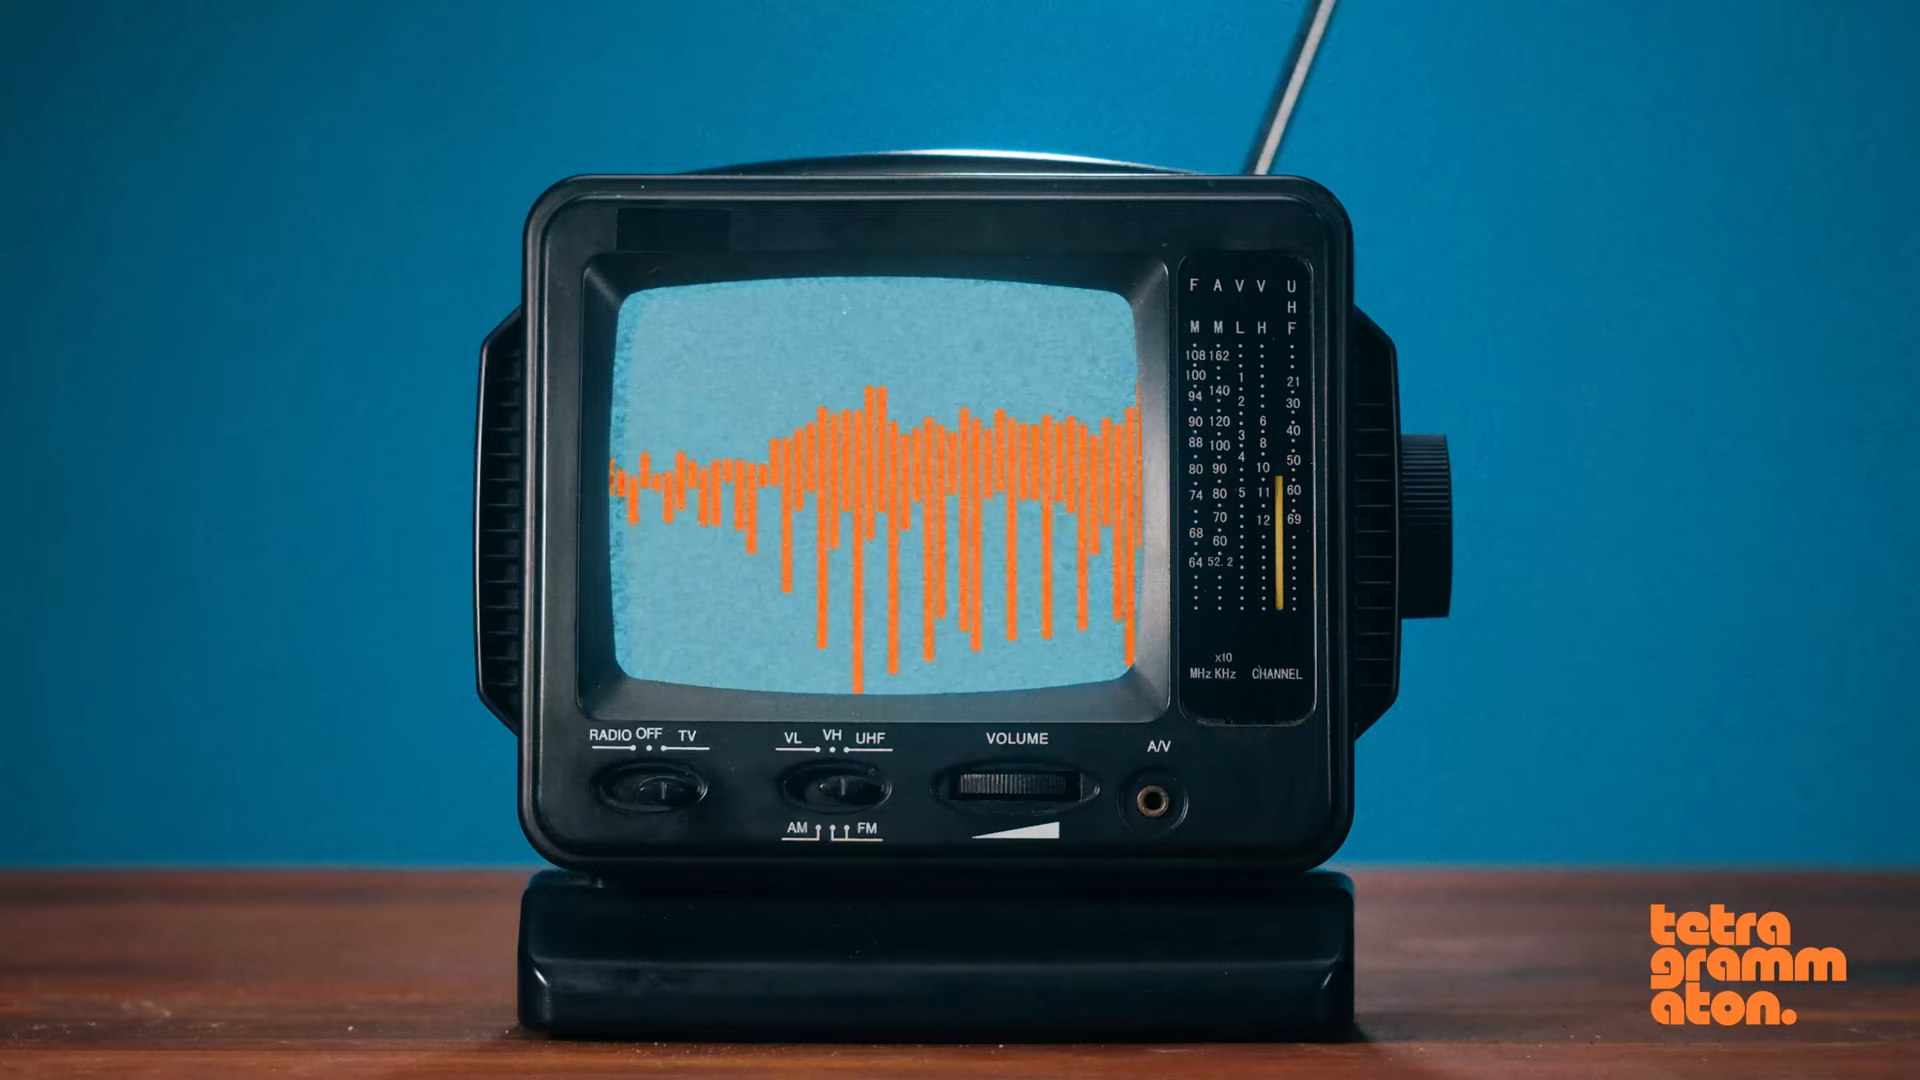 F A V V U
H
M M L H F
108 162
100
1
21
94 140
2
30
90 120
6
40
88 100
3
8
4
50
80 90
10
74 80
5
11
60
70
12
69
68
60
64 52.2
x10
MHz KHz CHANNEL
RADIO OFF TV
VL VH UHF
VOLUME
A/V
AM FM
tetra
gramm
aton.